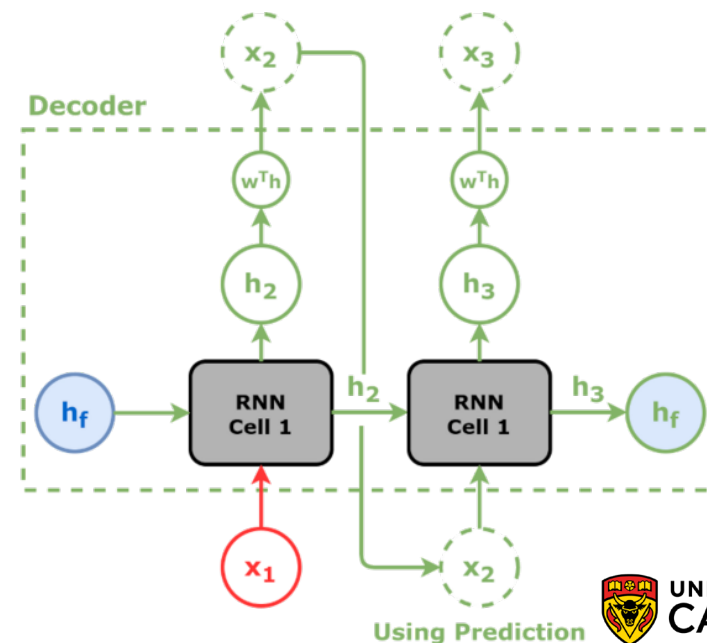 x2
x3
Decoder
wTh
wTh
h2
h3
hf
RNN
Cell 1
h2
RNN
Cell 1
h3
hf
x1
x2
Using Prediction
UNI
CA